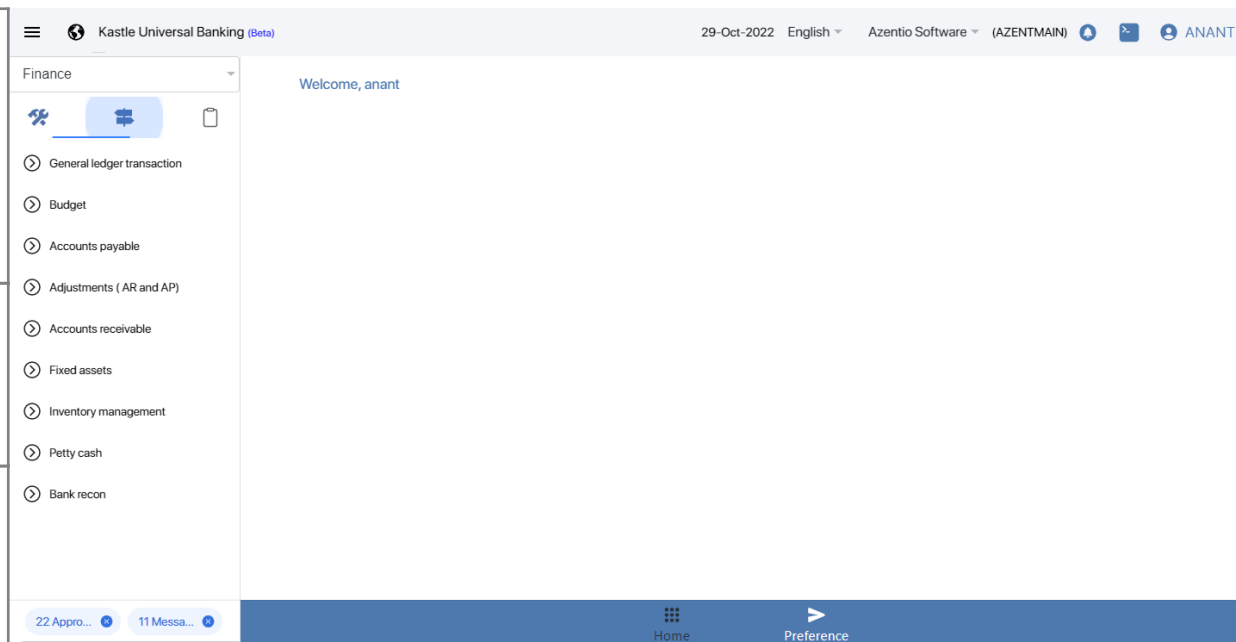 Kastle Universal Banking (Beta)
29-Oct-2022 English Azentio Software (AZENTMAIN) ANANT
Finance
Welcome, anant
General ledger transaction
Budget
Accounts payable
Adjustments ( AR and AP)
Accounts receivable
Fixed assets
Inventory management
Petty cash
Bank recon
22 Appro... 11 Messa...
Home
Preference